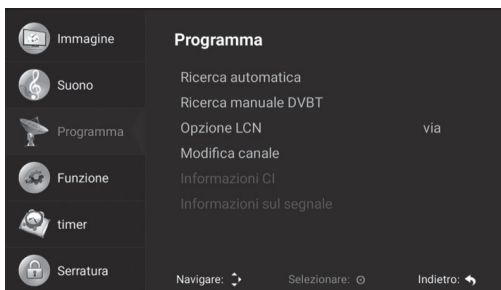 Immagine
Suono
Programma
Funzione
timer
Serratura
Programma
Ricerca automatica
Ricerca manuale DVBT
Opzione LCN via
Modifica canale
Informazioni CI
Informazioni sul segnale
Navigare: Selezionare: Indietro: